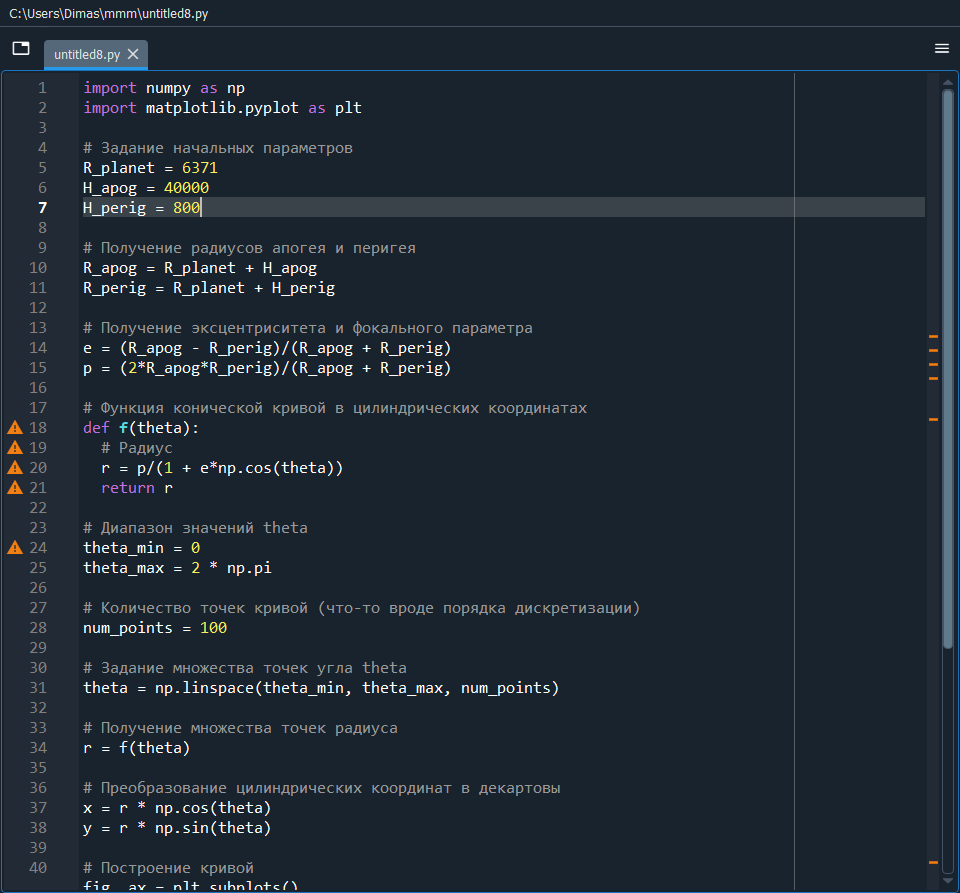 C:\Users\Dimas\mmm\untitled8.py
untitled8.py
1 import numpy as np
2 import matplotlib.pyplot as plt
3
4 # Задание начальных параметров
5 R_planet = 6371
6 H_apog = 40000
7 H_perig = 800
8
9 # Получение радиусов апогея и перигея
10 R_apog = R_planet + H_apog
11 R_perig = R_planet + H_perig
12
13 # Получение эксцентриситета и фокального параметра
14 e = (R_apog - R_perig)/(R_apog + R_perig)
15 p = (2*R_apog*R_perig)/(R_apog + R_perig)
16
17 # Функция конической кривой в цилиндрических координатах
18 def f(theta):
19   # Радиус
20   r = p/(1 + e*np.cos(theta))
21   return r
22
23 # Диапазон значений theta
24 theta_min = 0
25 theta_max = 2 * np.pi
26
27 # Количество точек кривой (что-то вроде порядка дискретизации)
28 num_points = 100
29
30 # Задание множества точек угла theta
31 theta = np.linspace(theta_min, theta_max, num_points)
32
33 # Получение множества точек радиуса
34 r = f(theta)
35
36 # Преобразование цилиндрических координат в декартовы
37 x = r * np.cos(theta)
38 y = r * np.sin(theta)
39
40 # Построение кривой
fig, ax = plt.subplots()